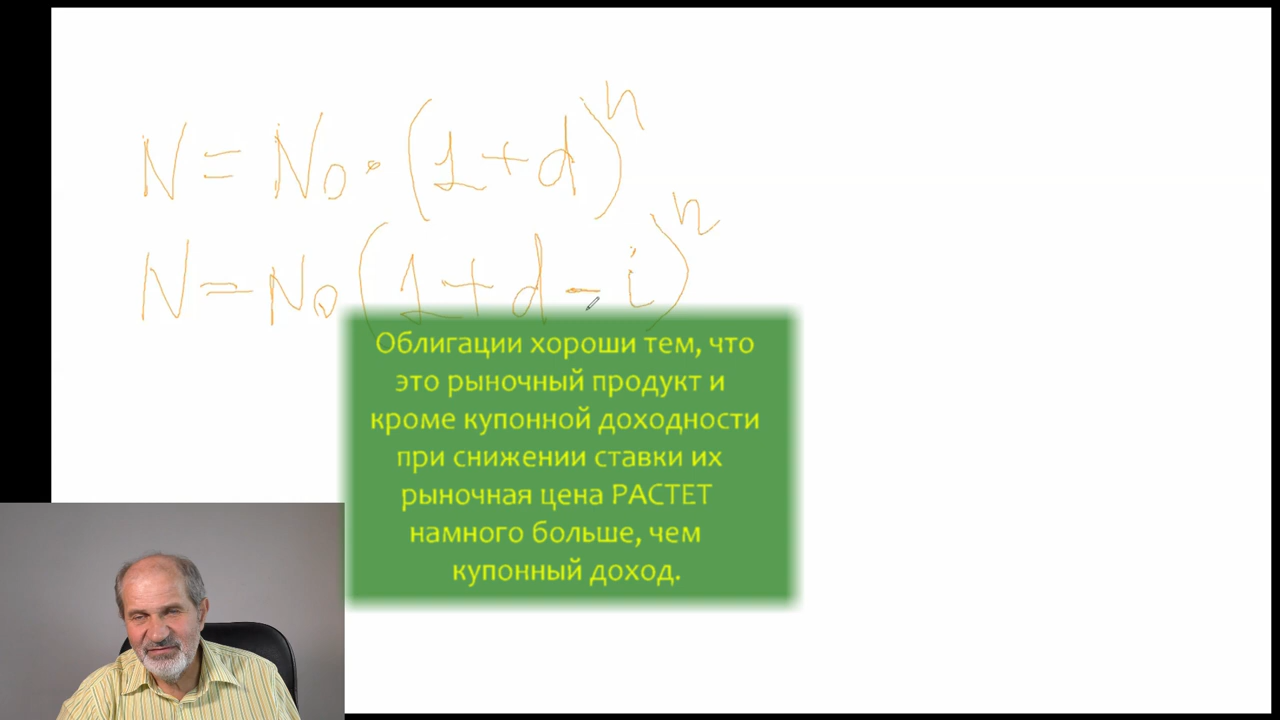 N = N₀ · (1 + d)ⁿ
N = N₀ (1 + d - i)ⁿ
Облигации хороши тем, что
это рыночный продукт и
кроме купонной доходности
при снижении ставки их
рыночная цена РАСТЕТ
намного больше, чем
купонный доход.